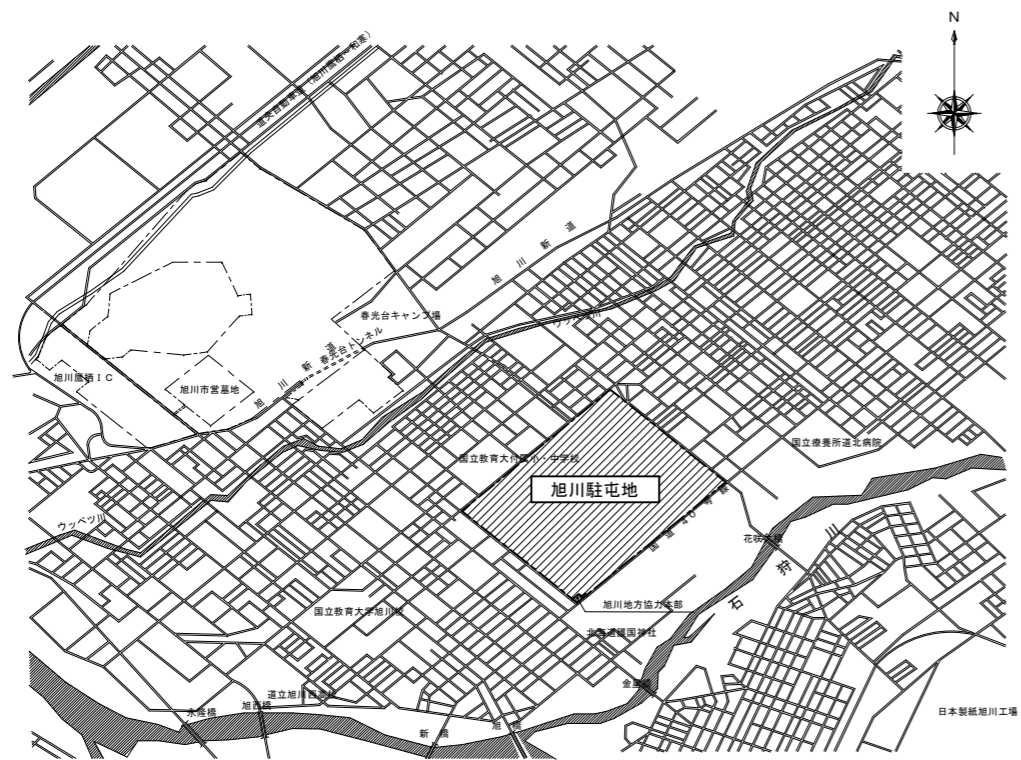 N
道央自動車道（旭川鷹栖～和寒）
旭川新道
春光台キャンプ場
春光台トンネル
旭川新道
旭川鷹栖ＩＣ
旭川市営墓地
国立療養所道北病院
国立教育大付属小・中学校
旭川駐屯地
国道４０号線
ウッペツ川
花咲大橋
石狩川
旭川地方協力本部
国立教育大学旭川校
北海道護国神社
金星橋
道立旭川西高校
旭西橋
永隆橋
旭橋
新橋
日本製紙旭川工場